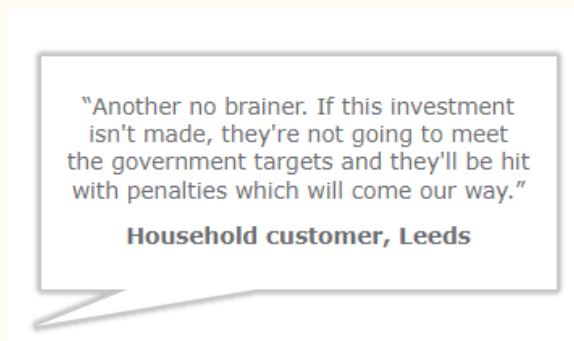 “Another no brainer. If this investment
isn't made, they're not going to meet
the government targets and they'll be hit
with penalties which will come our way.”
Household customer, Leeds